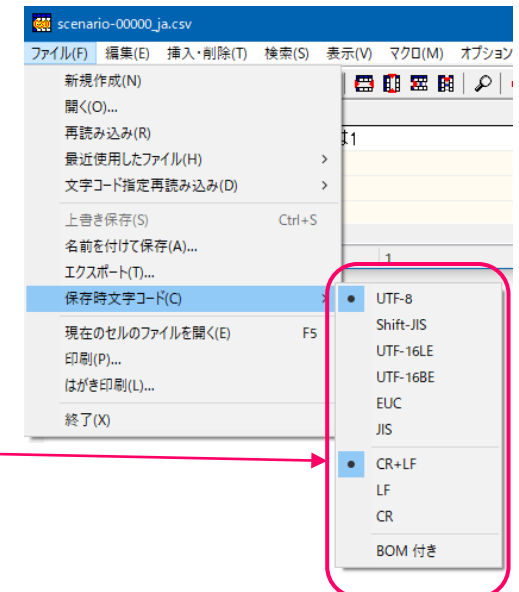 scenario-00000_ja.csv
ファイル(F) 編集(E) 挿入・削除(T) 検索(S) 表示(V) マクロ(M) オプション
新規作成(N)
開く(O)...
再読み込み(R)
最近使用したファイル(H)
文字コード指定再読み込み(D)
上書き保存(S) Ctrl+S
名前を付けて保存(A)...
エクスポート(T)...
保存時文字コード(C)
現在のセルのファイルを開く(E) F5
印刷(P)...
はがき印刷(L)...
終了(X)
は1
1
UTF-8
Shift-JIS
UTF-16LE
UTF-16BE
EUC
JIS
CR+LF
LF
CR
BOM 付き